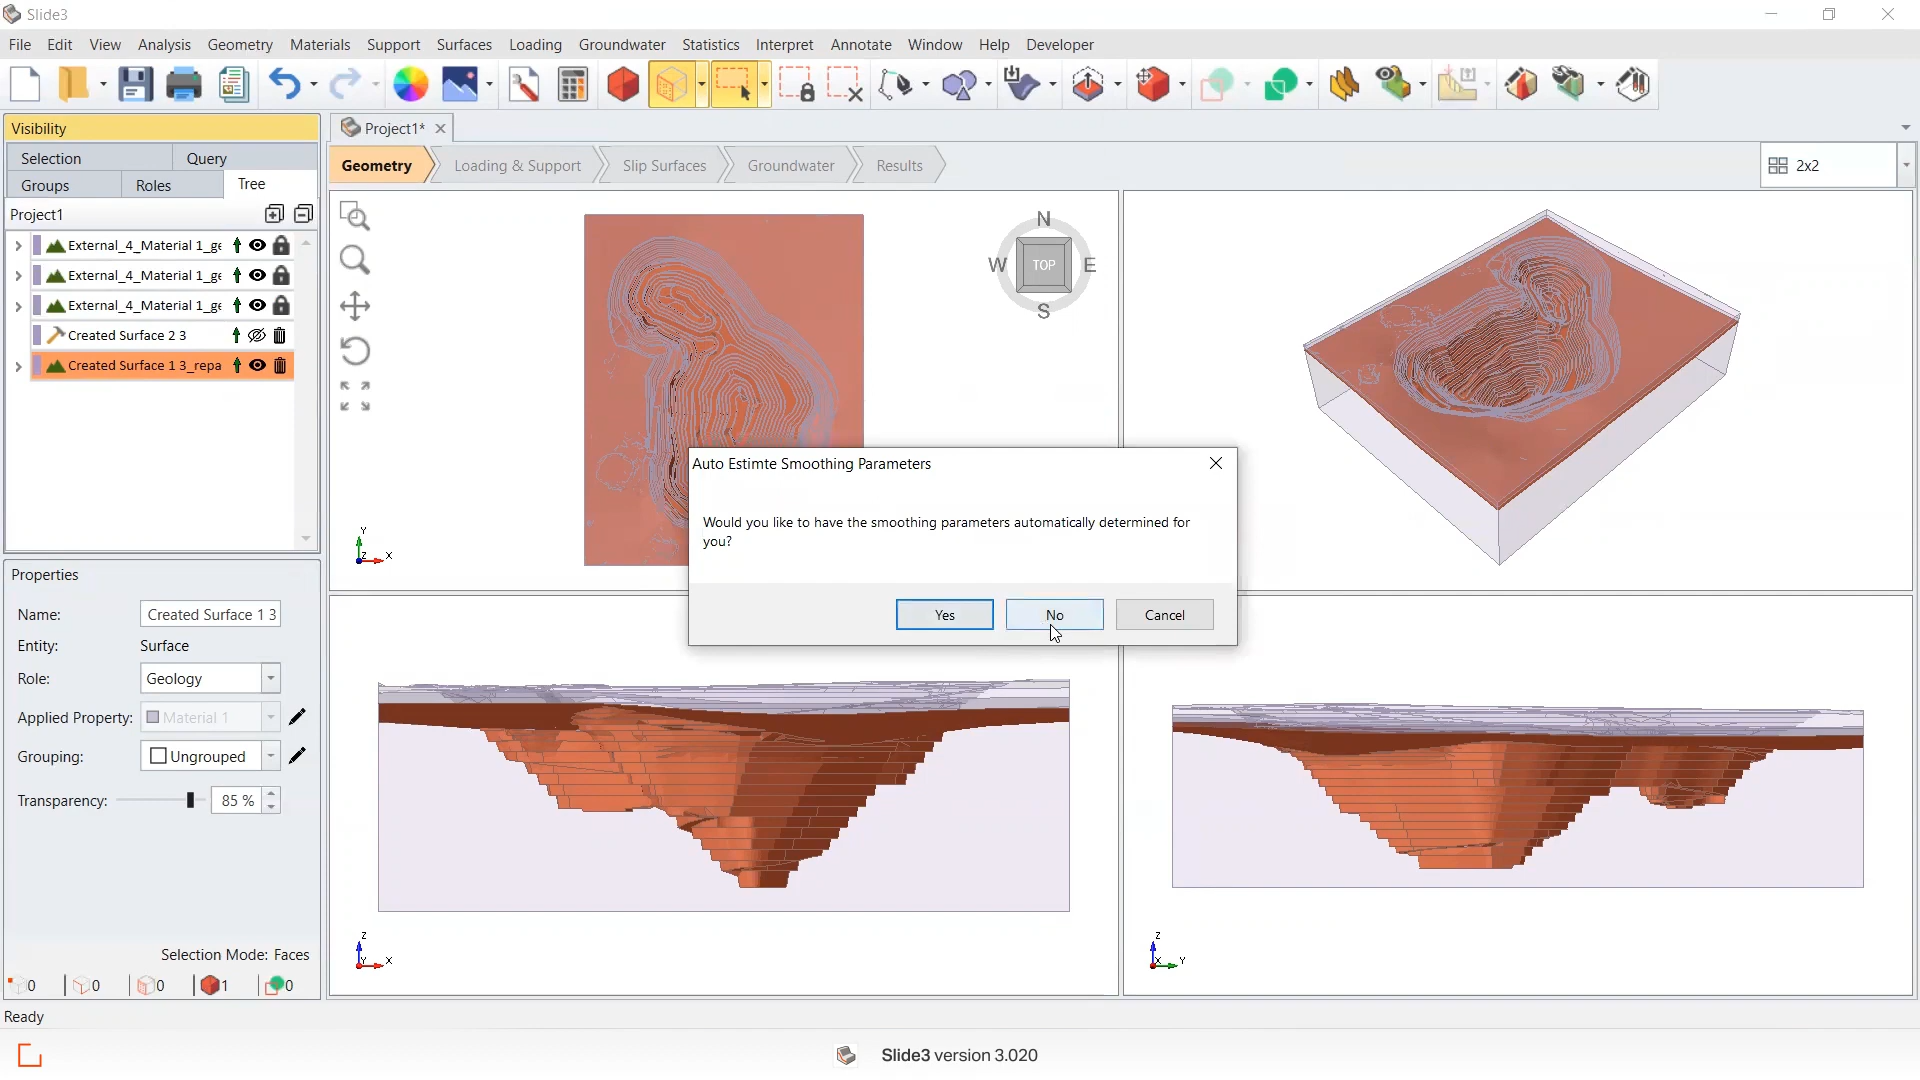 Slide3
File Edit View Analysis Geometry Materials Support Surfaces Loading Groundwater Statistics Interpret Annotate Window Help Developer
Visibility
Project1*
Selection Query
Groups Roles Tree
Geometry Loading & Support Slip Surfaces Groundwater Results
2x2
Project1
External_4_Material 1_ge
External_4_Material 1_ge
External_4_Material 1_ge
Created Surface 2 3
Created Surface 1 3_repa
N
W TOP E
S
Y
Z X
Auto Estimte Smoothing Parameters
Would you like to have the smoothing parameters automatically determined for
you?
Yes No Cancel
Properties
Name: Created Surface 1 3
Entity: Surface
Role: Geology
Applied Property: Material 1
Grouping: Ungrouped
Transparency: 85 %
Selection Mode: Faces
0 0 0 1 0
Z
Y X
Z
X Y
Ready
Slide3 version 3.020